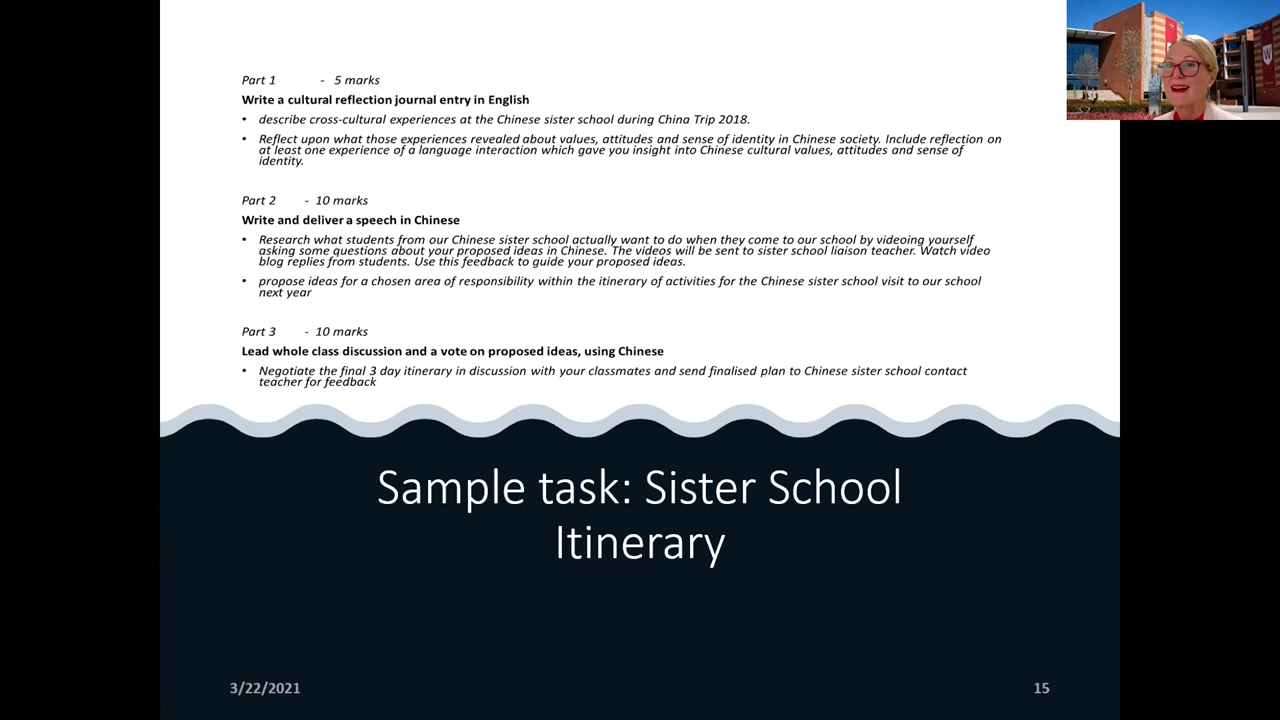 Part 1 - 5 marks
Write a cultural reflection journal entry in English
• describe cross-cultural experiences at the Chinese sister school during China Trip 2018.
• Reflect upon what those experiences revealed about values, attitudes and sense of identity in Chinese society. Include reflection on
at least one experience of a language interaction which gave you insight into Chinese cultural values, attitudes and sense of
identity.
Part 2 - 10 marks
Write and deliver a speech in Chinese
• Research what students from our Chinese sister school actually want to do when they come to our school by videoing yourself
asking some questions about your proposed ideas in Chinese. The videos will be sent to sister school liaison teacher. Watch video
blog replies from students. Use this feedback to guide your proposed ideas.
• propose ideas for a chosen area of responsibility within the itinerary of activities for the Chinese sister school visit to our school
next year
Part 3 - 10 marks
Lead whole class discussion and a vote on proposed ideas, using Chinese
• Negotiate the final 3 day itinerary in discussion with your classmates and send finalised plan to Chinese sister school contact
teacher for feedback
Sample task: Sister School
Itinerary
3/22/2021
15